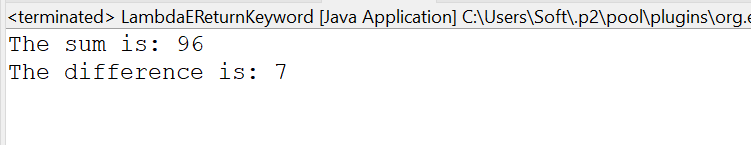 <terminated> LambdaEReturnKeyword [Java Application] C:\Users\Soft\.p2\pool\plugins\org.e
The sum is: 96
The difference is: 7